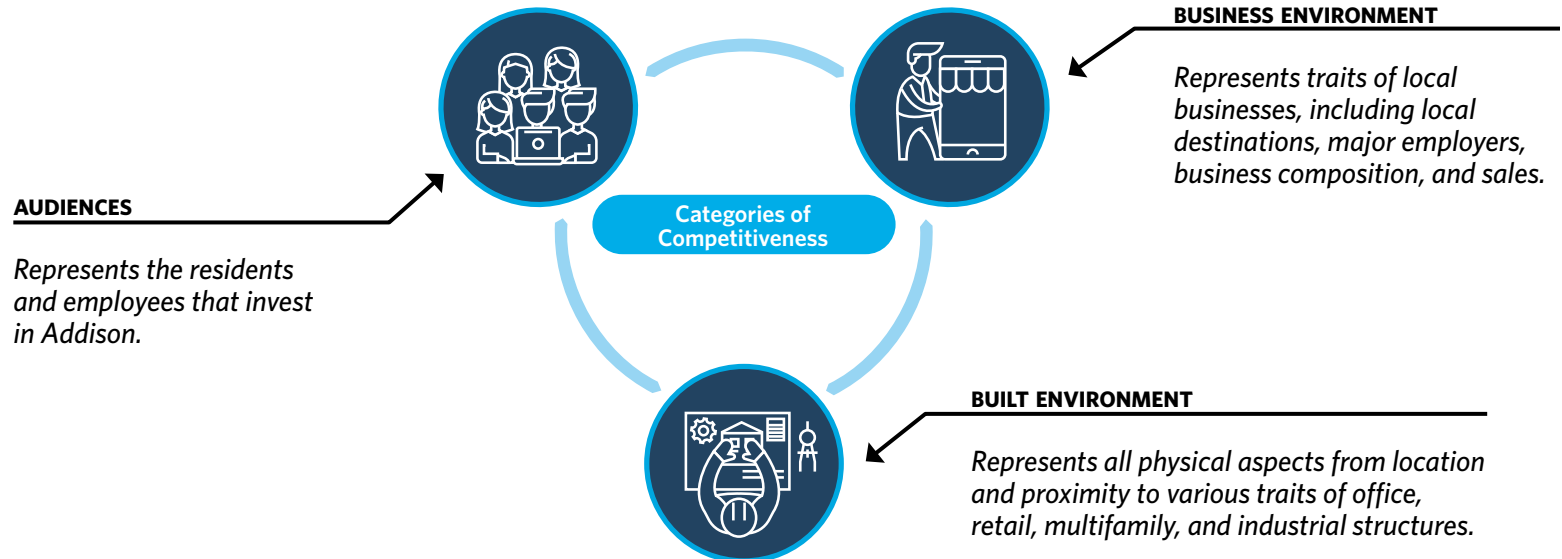 BUSINESS ENVIRONMENT
Represents traits of local
businesses, including local
destinations, major employers,
business composition, and sales.
AUDIENCES
Represents the residents
and employees that invest
in Addison.
Categories of
Competitiveness
BUILT ENVIRONMENT
Represents all physical aspects from location
and proximity to various traits of office,
retail, multifamily, and industrial structures.